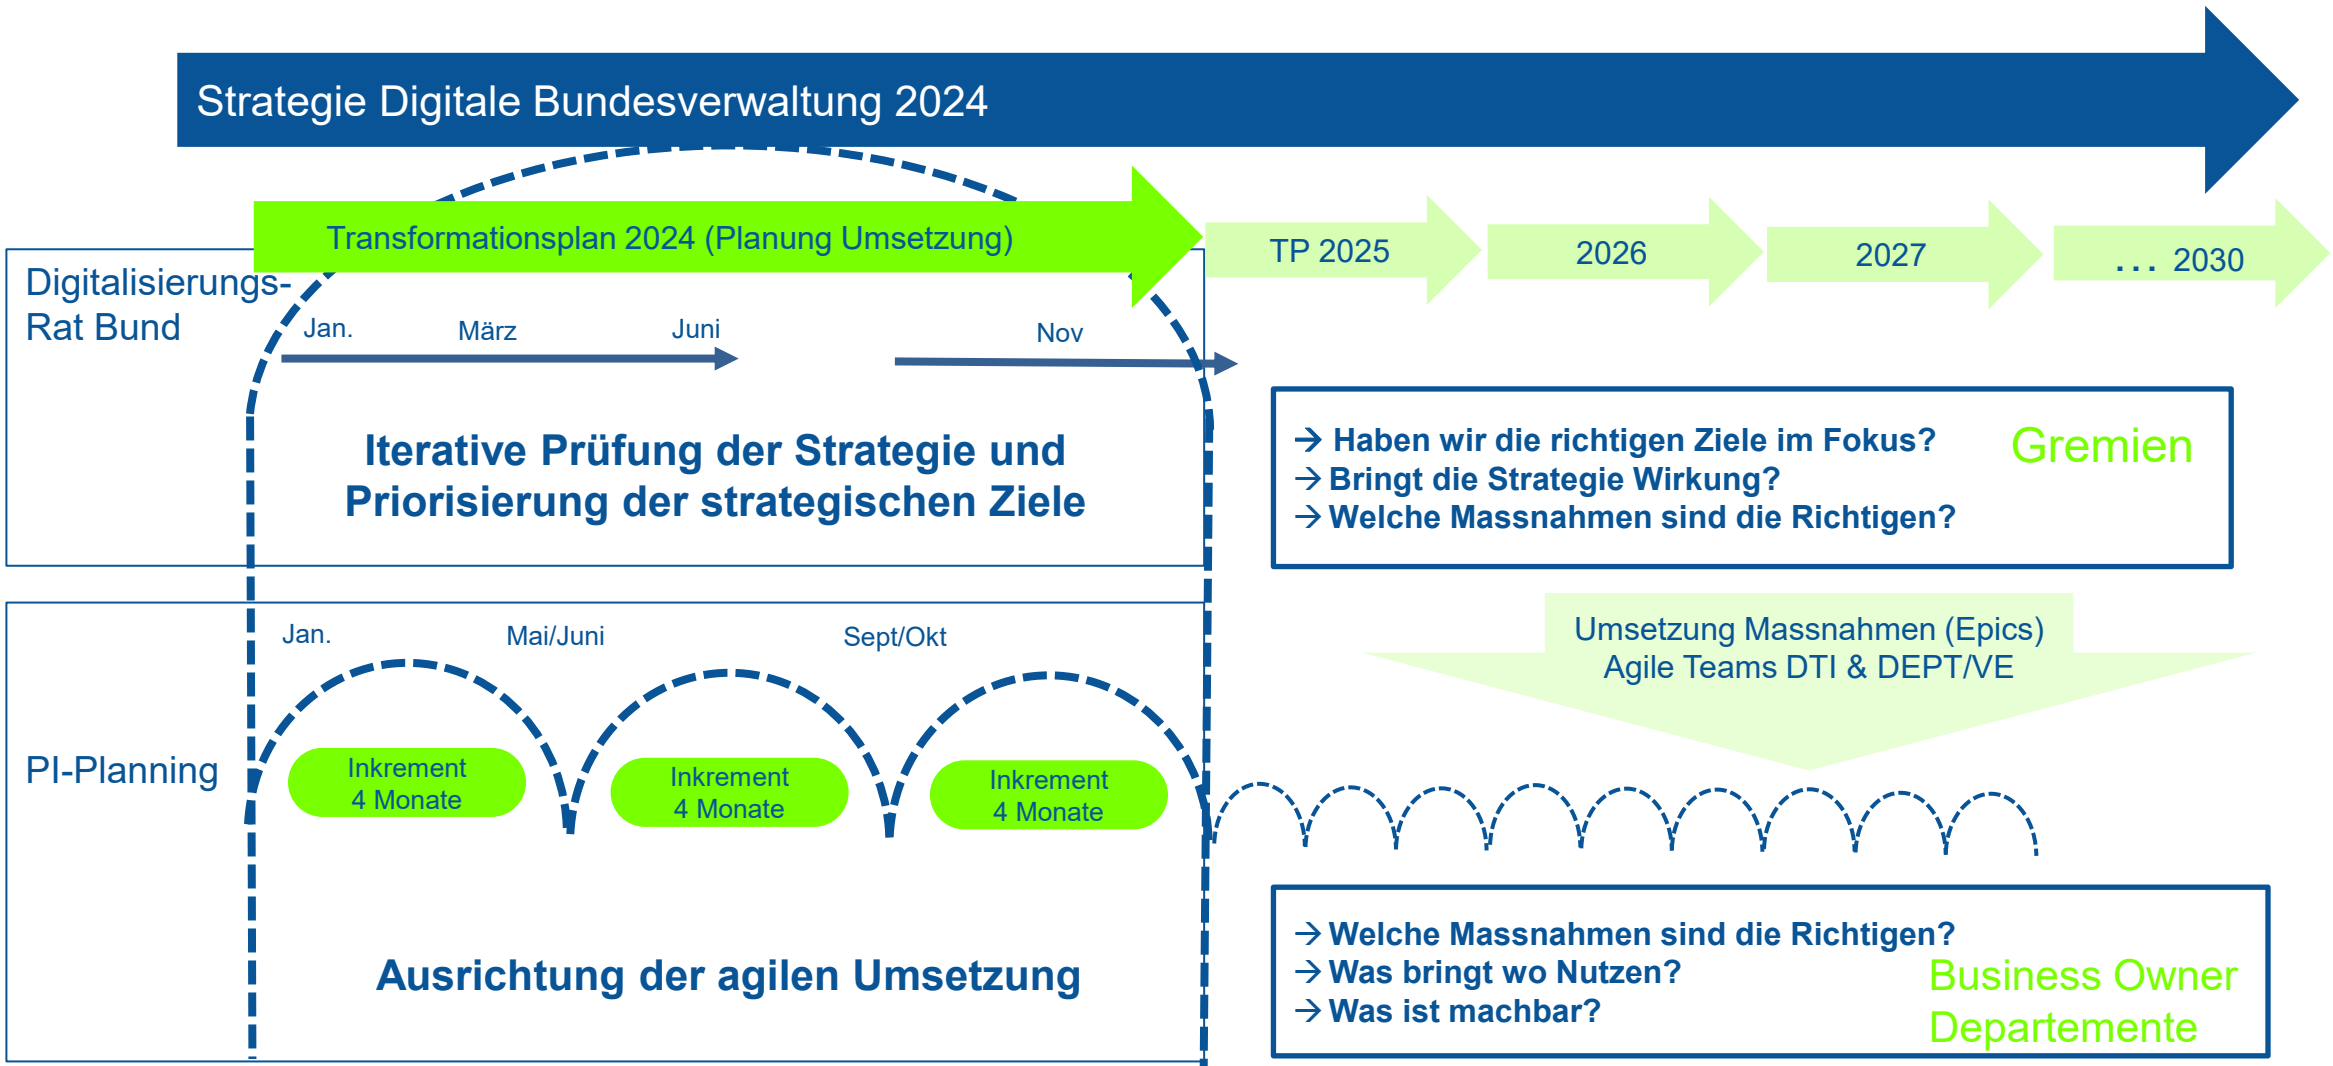 Strategie Digitale Bundesverwaltung 2024
Transformationsplan 2024 (Planung Umsetzung)
TP 2025
2026
2027
... 2030
Digitalisierungs-
Rat Bund
Jan.
März
Juni
Nov
Iterative Prüfung der Strategie und
Priorisierung der strategischen Ziele
→ Haben wir die richtigen Ziele im Fokus?
→ Bringt die Strategie Wirkung?
→ Welche Massnahmen sind die Richtigen?
Gremien
Umsetzung Massnahmen (Epics)
Agile Teams DTI & DEPT/VE
PI-Planning
Jan.
Mai/Juni
Sept/Okt
Inkrement
4 Monate
Inkrement
4 Monate
Inkrement
4 Monate
Ausrichtung der agilen Umsetzung
→ Welche Massnahmen sind die Richtigen?
→ Was bringt wo Nutzen?
→ Was ist machbar?
Business Owner
Departemente